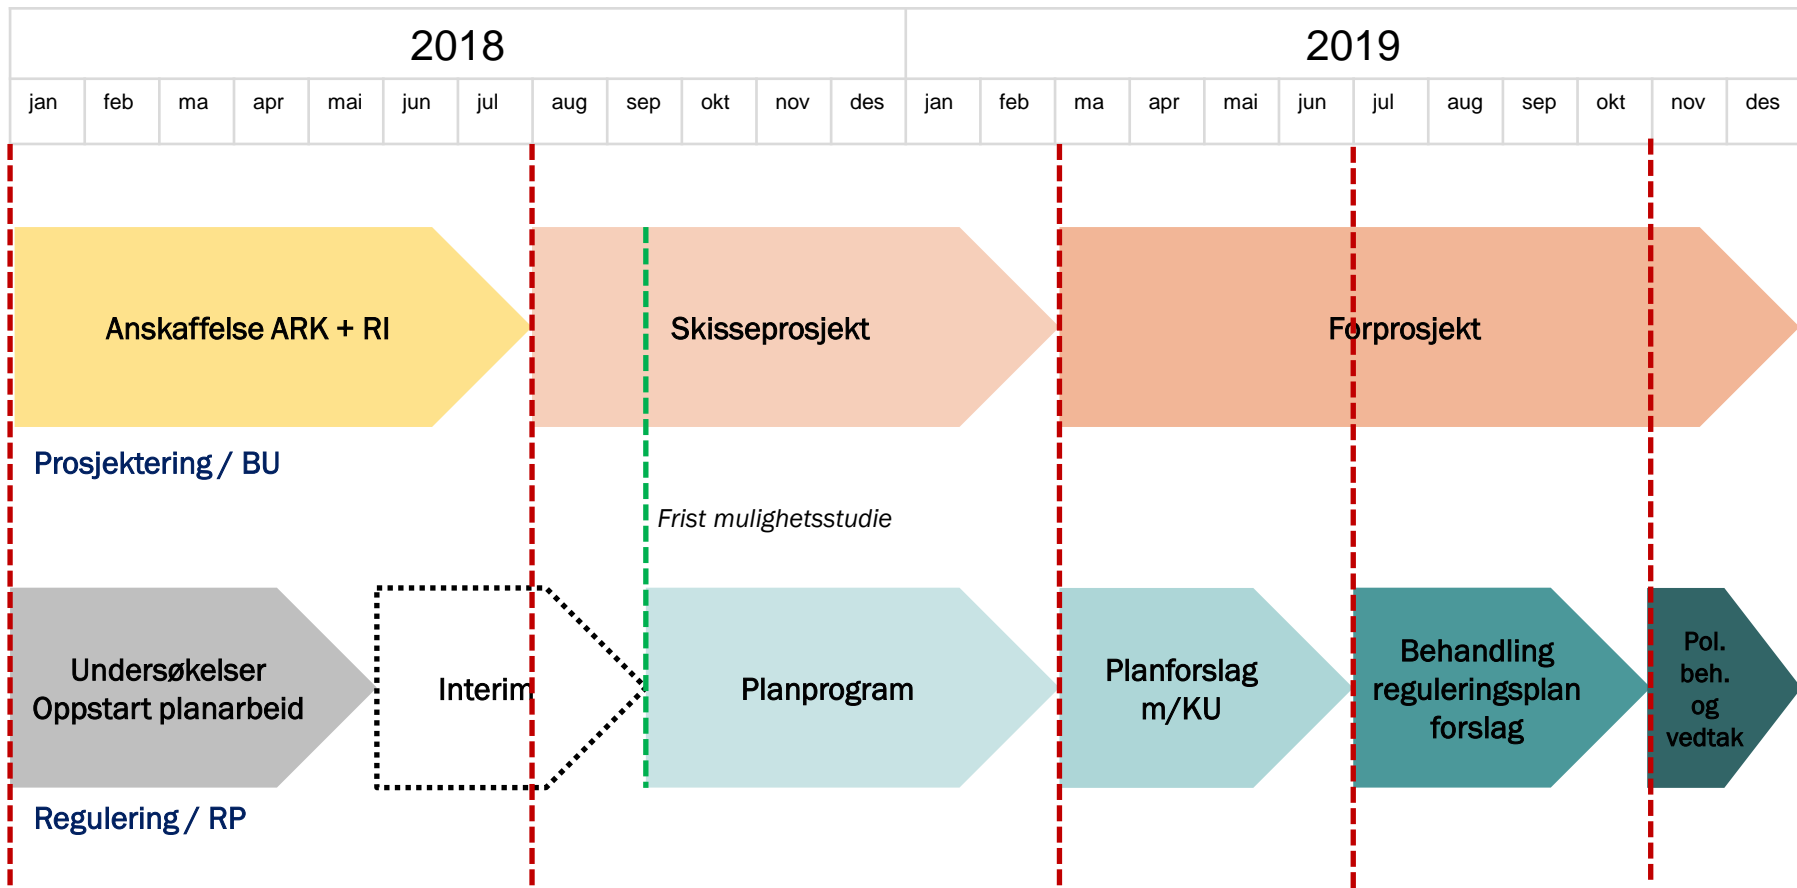 2018 2019
jan feb ma apr mai jun jul aug sep okt nov des jan feb ma apr mai jun jul aug sep okt nov des
Anskaffelse ARK + RI
Skisseprosjekt
Forprosjekt
Prosjektering / BU
Frist mulighetsstudie
Undersøkelser
Oppstart planarbeid
Interim
Planprogram
Planforslag
m/KU
Behandling
reguleringsplan
forslag
Pol.
beh.
og
vedtak
Regulering / RP